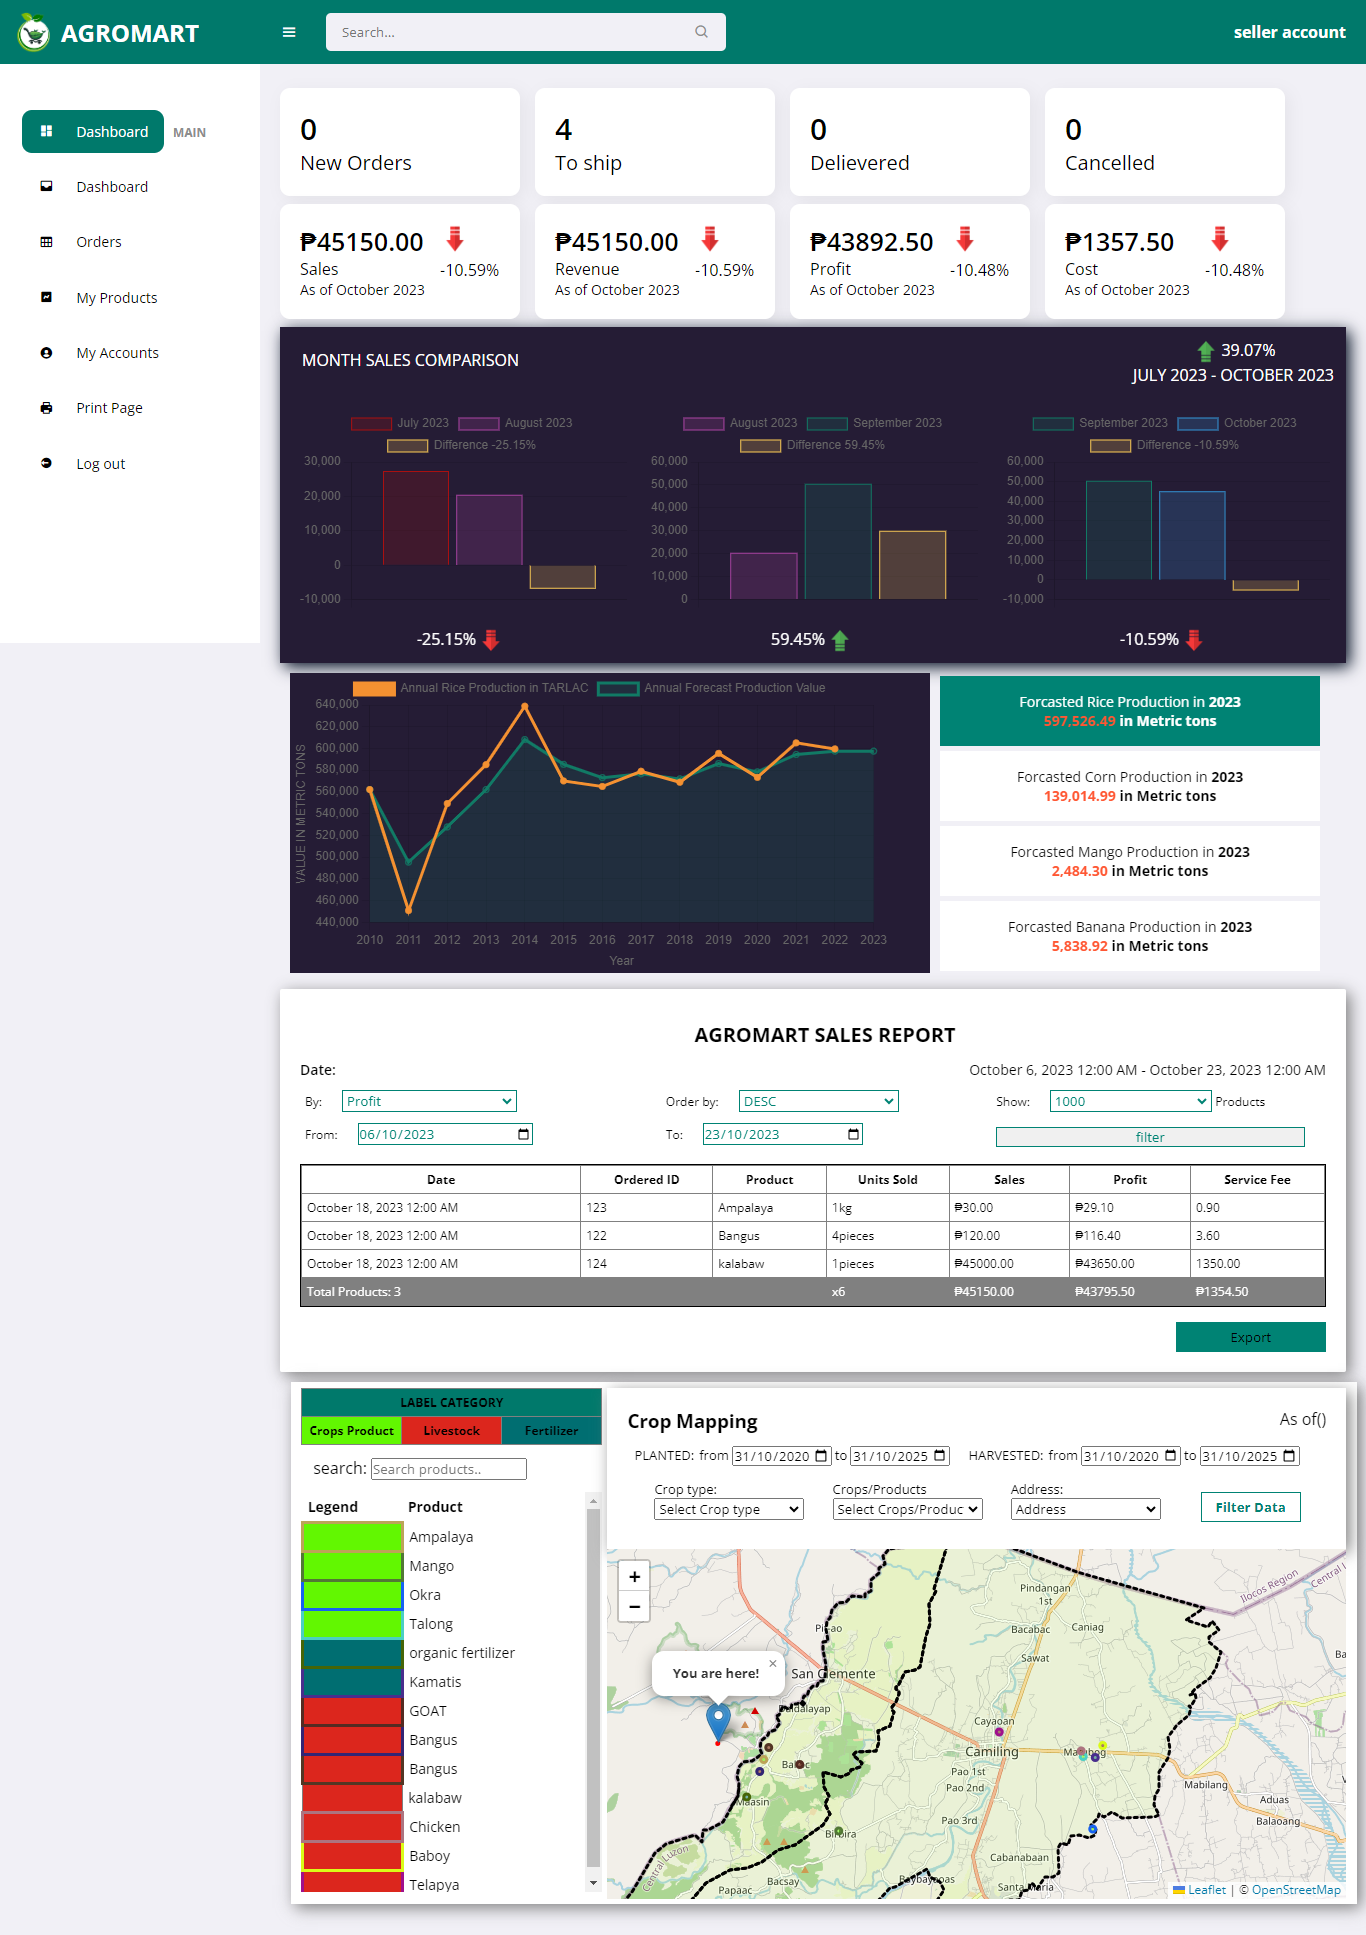 AGROMART
Search...
seller account
Dashboard
MAIN
Dashboard
Orders
My Products
My Accounts
Print Page
Log out
0
New Orders
4
To ship
0
Delievered
0
Cancelled
₱45150.00
Sales
-10.59%
As of October 2023
₱45150.00
Revenue
-10.59%
As of October 2023
₱43892.50
Profit
-10.48%
As of October 2023
₱1357.50
Cost
-10.48%
As of October 2023
MONTH SALES COMPARISON
39.07%
JULY 2023 - OCTOBER 2023
July 2023 August 2023
Difference -25.15%
30,000
20,000
10,000
0
-10,000
-25.15%
August 2023 September 2023
Difference 59.45%
60,000
50,000
40,000
30,000
20,000
10,000
0
59.45%
September 2023 October 2023
Difference -10.59%
60,000
50,000
40,000
30,000
20,000
10,000
0
-10,000
-10.59%
Annual Rice Production in TARLAC Annual Forecast Production Value
VALUE IN METRIC TONS
640,000
620,000
600,000
580,000
560,000
540,000
520,000
500,000
480,000
460,000
440,000
2010 2011 2012 2013 2014 2015 2016 2017 2018 2019 2020 2021 2022 2023
Year
Forcasted Rice Production in 2023
597,526.49 in Metric tons
Forcasted Corn Production in 2023
139,014.99 in Metric tons
Forcasted Mango Production in 2023
2,484.30 in Metric tons
Forcasted Banana Production in 2023
5,838.92 in Metric tons
AGROMART SALES REPORT
Date:
October 6, 2023 12:00 AM - October 23, 2023 12:00 AM
By: Profit
Order by: DESC
Show: 1000 Products
From: 06/10/2023
To: 23/10/2023
filter
Date Ordered ID Product Units Sold Sales Profit Service Fee
October 18, 2023 12:00 AM 123 Ampalaya 1kg ₱30.00 ₱29.10 0.90
October 18, 2023 12:00 AM 122 Bangus 4pieces ₱120.00 ₱116.40 3.60
October 18, 2023 12:00 AM 124 kalabaw 1pieces ₱45000.00 ₱43650.00 1350.00
Total Products: 3 x6 ₱45150.00 ₱43795.50 ₱1354.50
Export
LABEL CATEGORY
Crops Product Livestock Fertilizer
search: Search products..
Legend Product
Ampalaya
Mango
Okra
Talong
organic fertilizer
Kamatis
GOAT
Bangus
Bangus
kalabaw
Chicken
Baboy
Telapya
Crop Mapping
As of()
PLANTED: from 31/10/2020 to 31/10/2025
HARVESTED: from 31/10/2020 to 31/10/2025
Crop type:
Select Crop type
Crops/Products
Select Crops/Produc
Address:
Address
Filter Data
+
−
You are here!
×
Pindangan
1st
Ilocos Region
Central
Bacabac
Caniag
Sawat
Ba
San Clemente
Cayaoan
Camiling
Pao 1st
Pao 2nd
Mabilang
Aduas
Balaoang
Maasin
Pao 3rd
Birbira
Cabanabaan
Central Luzon
Papaac
Bacsay
Santa Maria
Leaflet | © OpenStreetMap